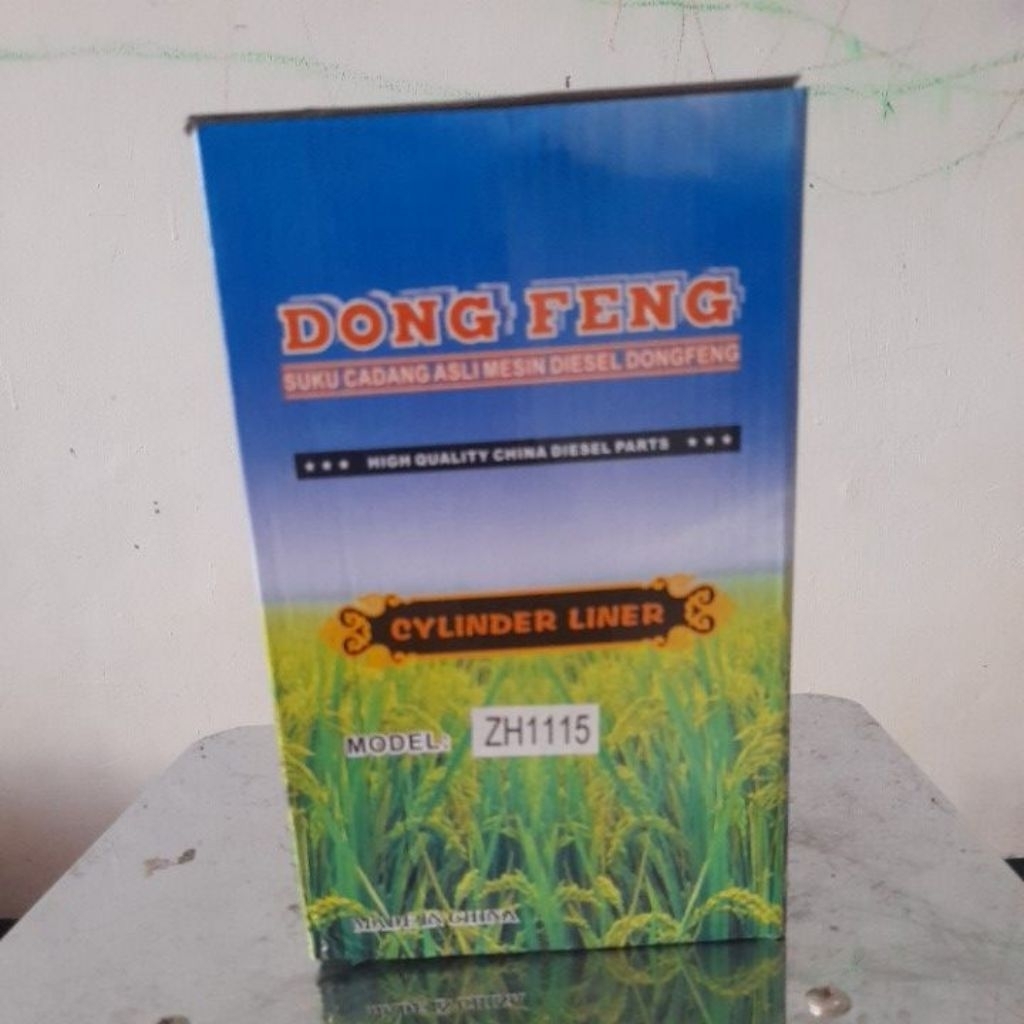 DONG FENG
SUKU CADANG ASLI MESIN DIESEL DONGFENG
★ ★ ★ HIGH QUALITY CHINA DIESEL PARTS ★ ★ ★
CYLINDER LINER
MODEL: ZH1115
MADE IN CHINA